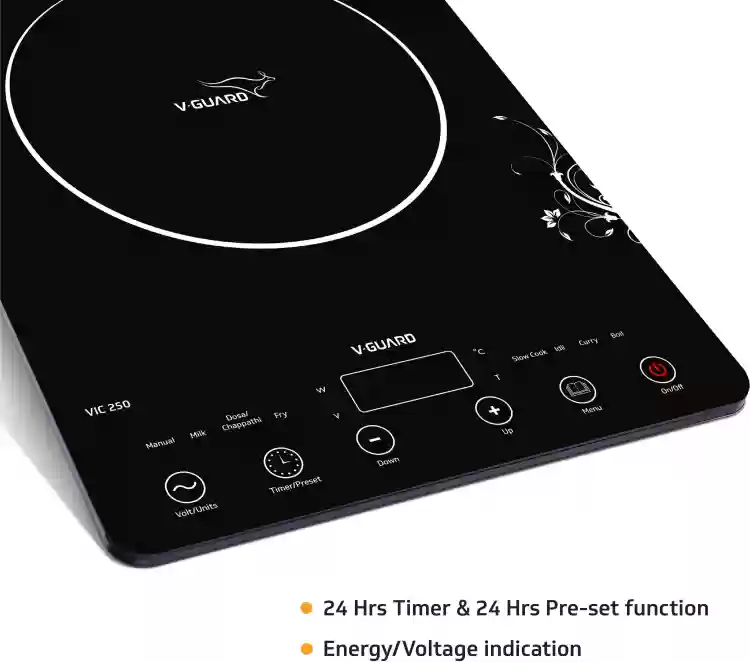 V-GUARD
V-GUARD
°C
W
V
T
VIC 250
Manual
Milk
Dosa/
Chappathi
Fry
Slow Cook
Idli
Curry
Boil
Volt/Units
Timer/Preset
Down
Up
Menu
On/Off
24 Hrs Timer & 24 Hrs Pre-set function
Energy/Voltage indication